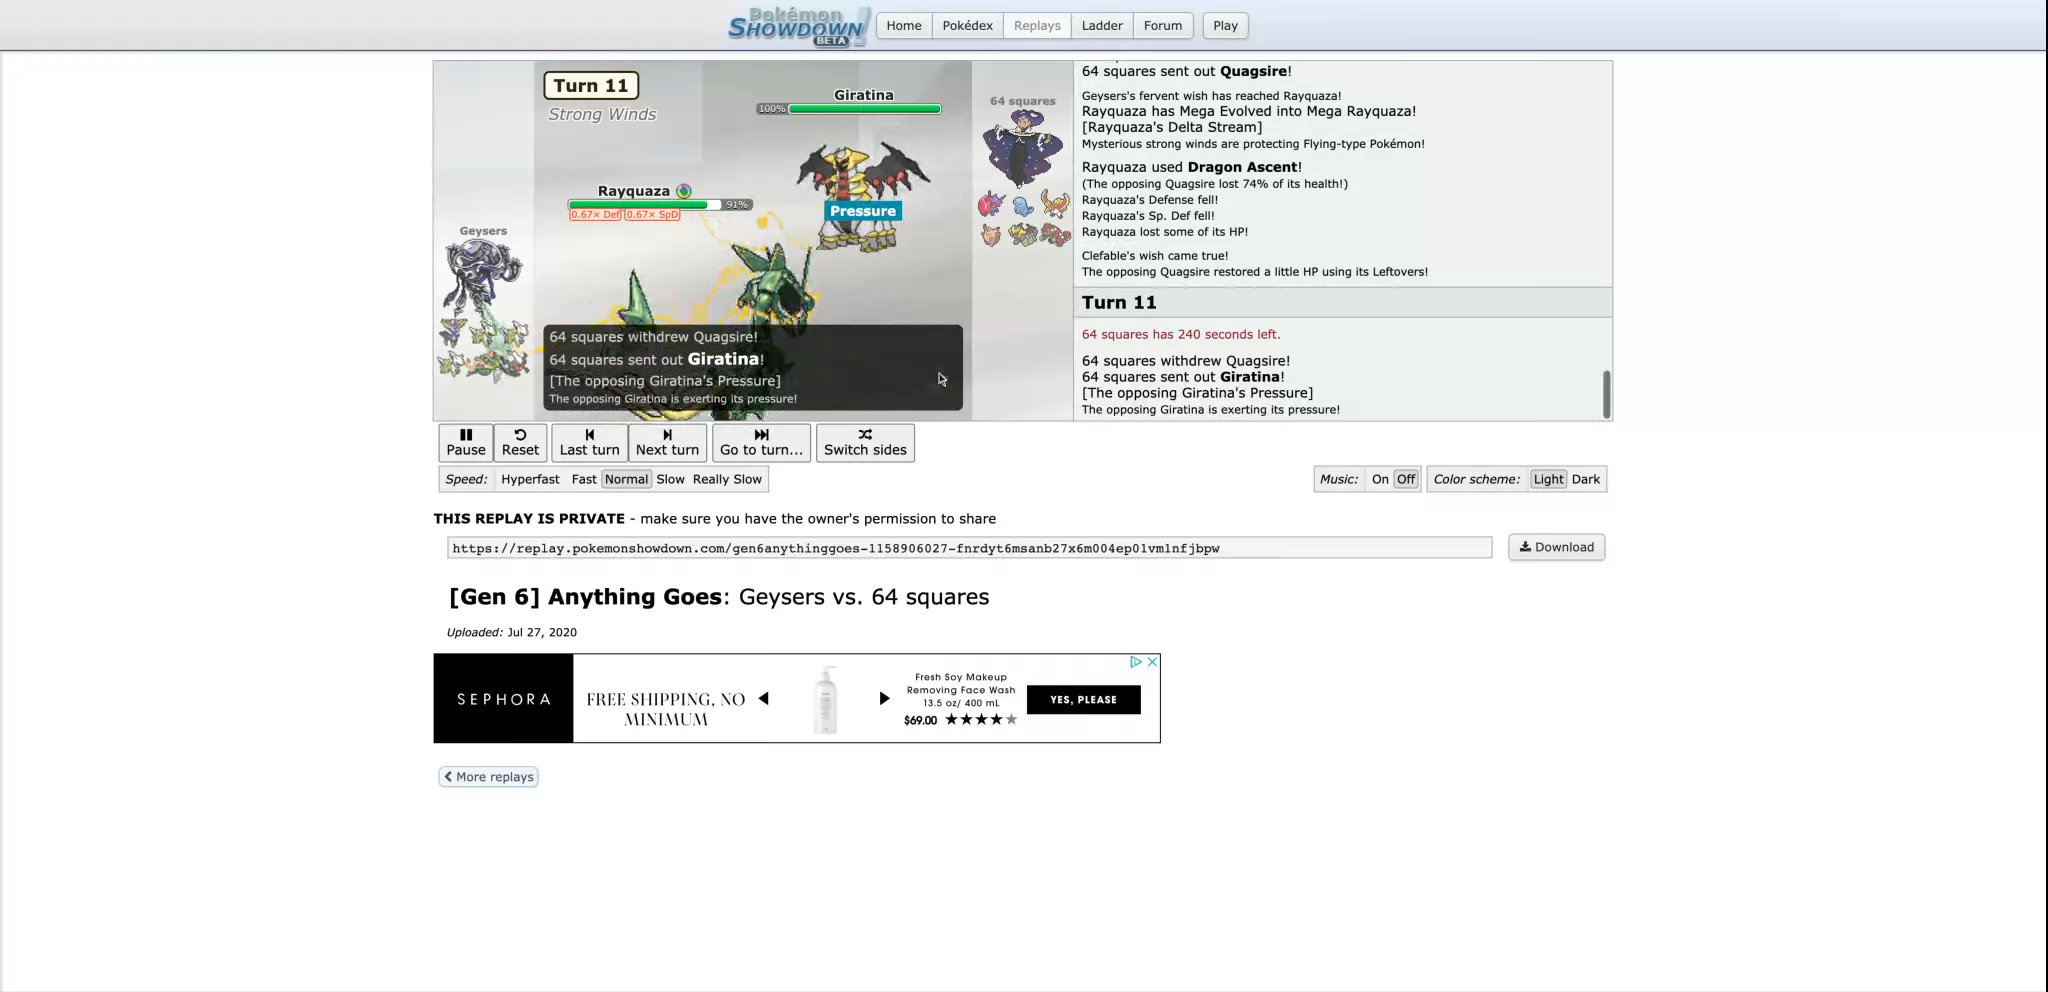 Pokémon
SHOWDOWN!
BETA
Home
Pokédex
Replays
Ladder
Forum
Play
Turn 11
Strong Winds
Giratina
100%
Rayquaza
91%
0.67× Def
0.67× SpD
Pressure
Geysers
64 squares
64 squares withdrew Quagsire!
64 squares sent out Giratina!
[The opposing Giratina's Pressure]
The opposing Giratina is exerting its pressure!
64 squares sent out Quagsire!
Geysers's fervent wish has reached Rayquaza!
Rayquaza has Mega Evolved into Mega Rayquaza!
[Rayquaza's Delta Stream]
Mysterious strong winds are protecting Flying-type Pokémon!
Rayquaza used Dragon Ascent!
(The opposing Quagsire lost 74% of its health!)
Rayquaza's Defense fell!
Rayquaza's Sp. Def fell!
Rayquaza lost some of its HP!
Clefable's wish came true!
The opposing Quagsire restored a little HP using its Leftovers!
Turn 11
64 squares has 240 seconds left.
64 squares withdrew Quagsire!
64 squares sent out Giratina!
[The opposing Giratina's Pressure]
The opposing Giratina is exerting its pressure!
Pause
Reset
Last turn
Next turn
Go to turn...
Switch sides
Speed: Hyperfast Fast Normal Slow Really Slow
Music: On Off
Color scheme: Light Dark
THIS REPLAY IS PRIVATE - make sure you have the owner's permission to share
https://replay.pokemonshowdown.com/gen6anythinggoes-1158906027-fnrdyt6msanb27x6m004ep01vm1nfjbpw
Download
[Gen 6] Anything Goes: Geysers vs. 64 squares
Uploaded: Jul 27, 2020
SEPHORA
FREE SHIPPING, NO
MINIMUM
Fresh Soy Makeup
Removing Face Wash
13.5 oz/ 400 mL
$69.00 ★★★★★
YES, PLEASE
More replays